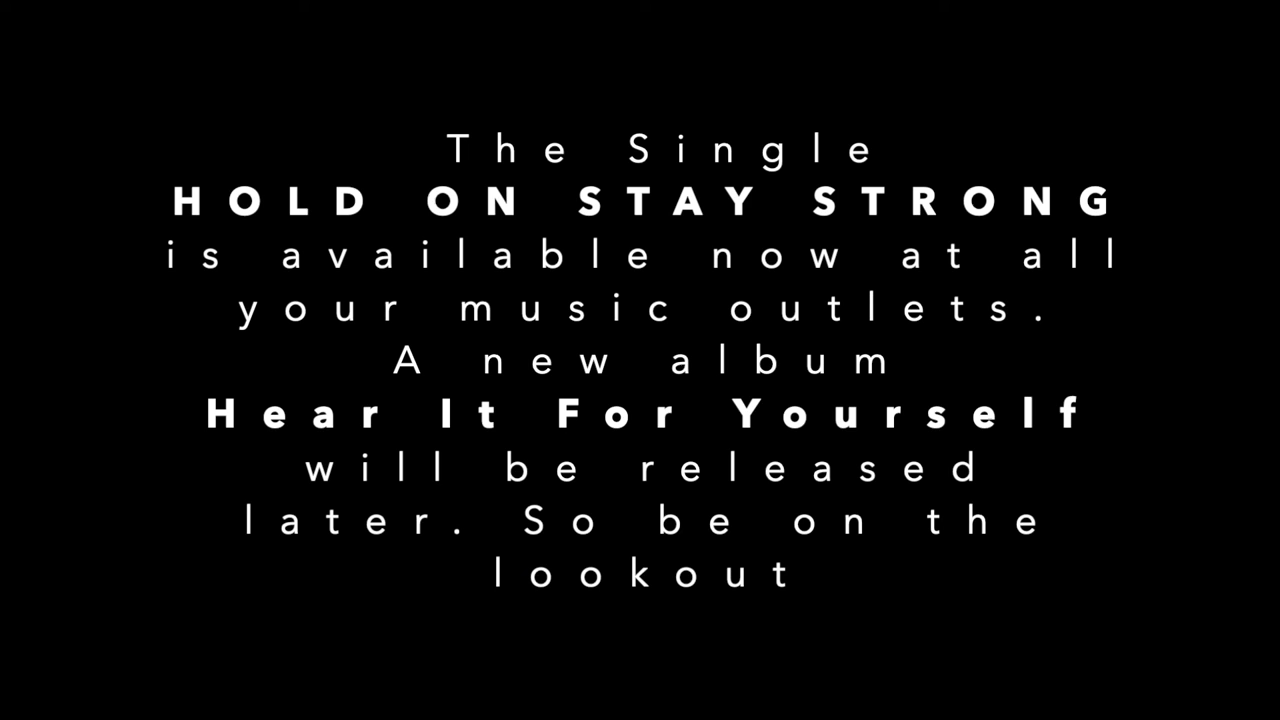 The Single
HOLD ON STAY STRONG
is available now at all
your music outlets.
A new album
Hear It For Yourself
will be released
later. So be on the
lookout